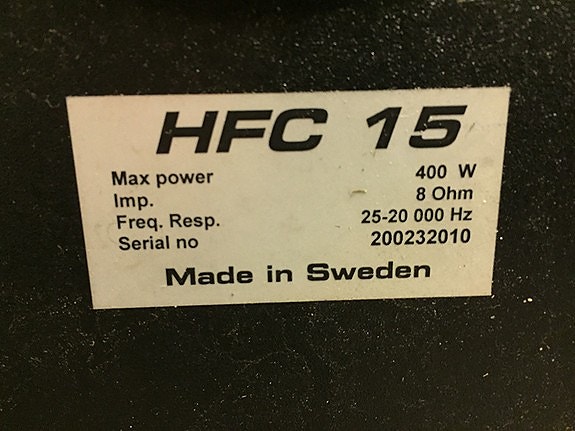 HFC 15
Max power 400 W
Imp. 8 Ohm
Freq. Resp. 25-20 000 Hz
Serial no 200232010
Made in Sweden